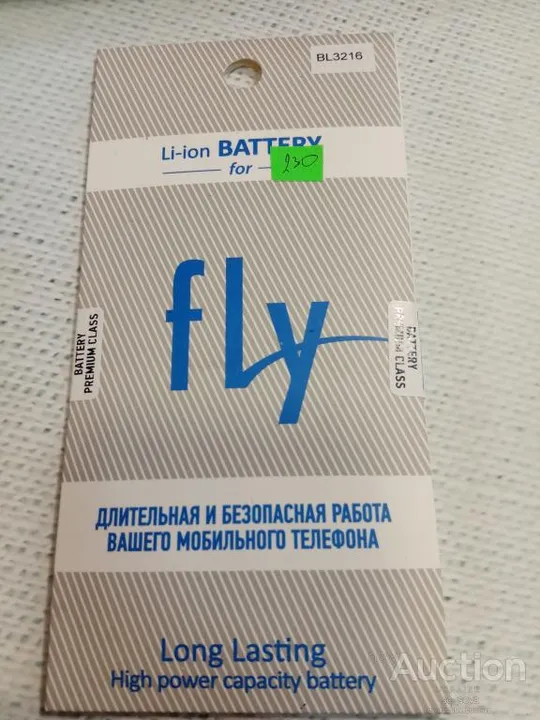 BL3216
Li-ion BATTERY
for
230
fly
BATTERY
PREMIUM CLASS
BATTERY
PREMIUM CLASS
ДЛИТЕЛЬНАЯ И БЕЗОПАСНАЯ РАБОТА
ВАШЕГО МОБИЛЬНОГО ТЕЛЕФОНА
Long Lasting
High power capacity battery
Auction